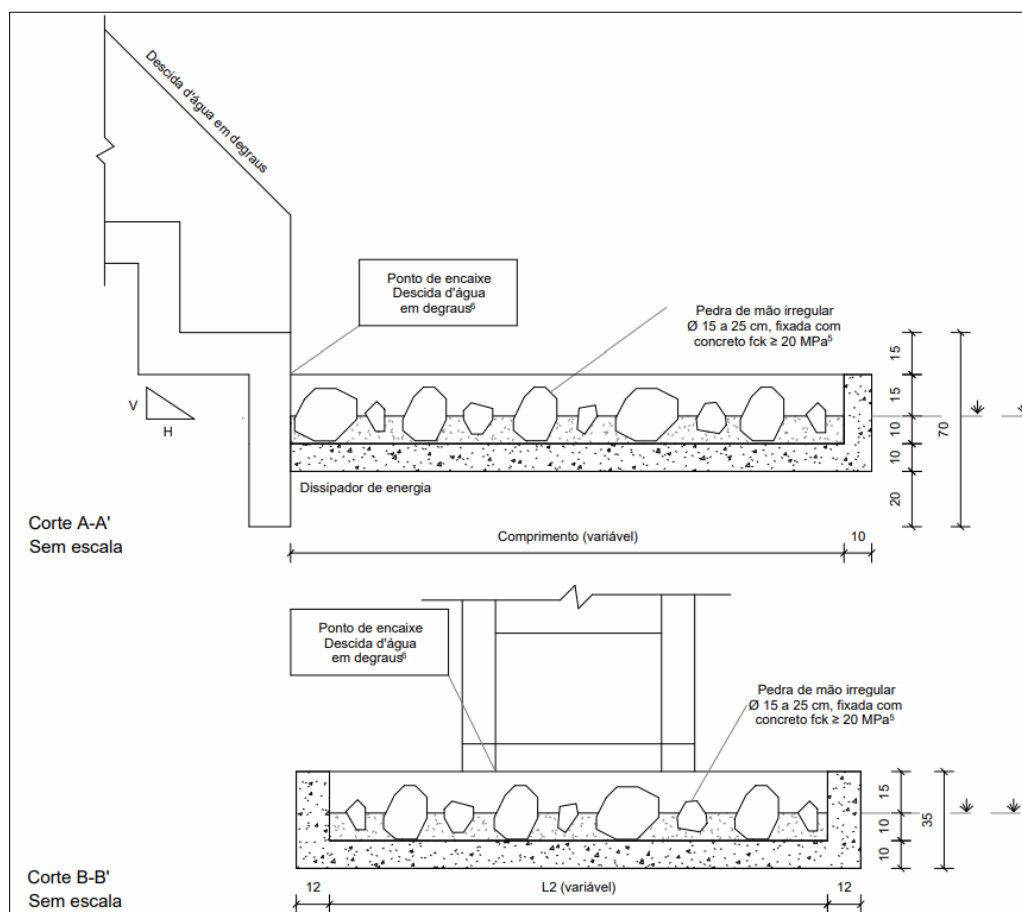 Descida d'água em degraus
Ponto de encaixe
Descida d'água
em degraus⁶
Pedra de mão irregular
Ø 15 a 25 cm, fixada com
concreto fck ≥ 20 MPa⁵
V
H
15
15
10
10
20
70
Dissipador de energia
Corte A-A'
Sem escala
Comprimento (variável)
10
Ponto de encaixe
Descida d'água
em degraus⁶
Pedra de mão irregular
Ø 15 a 25 cm, fixada com
concreto fck ≥ 20 MPa⁵
15
10
10
35
Corte B-B'
Sem escala
12
L2 (variável)
12